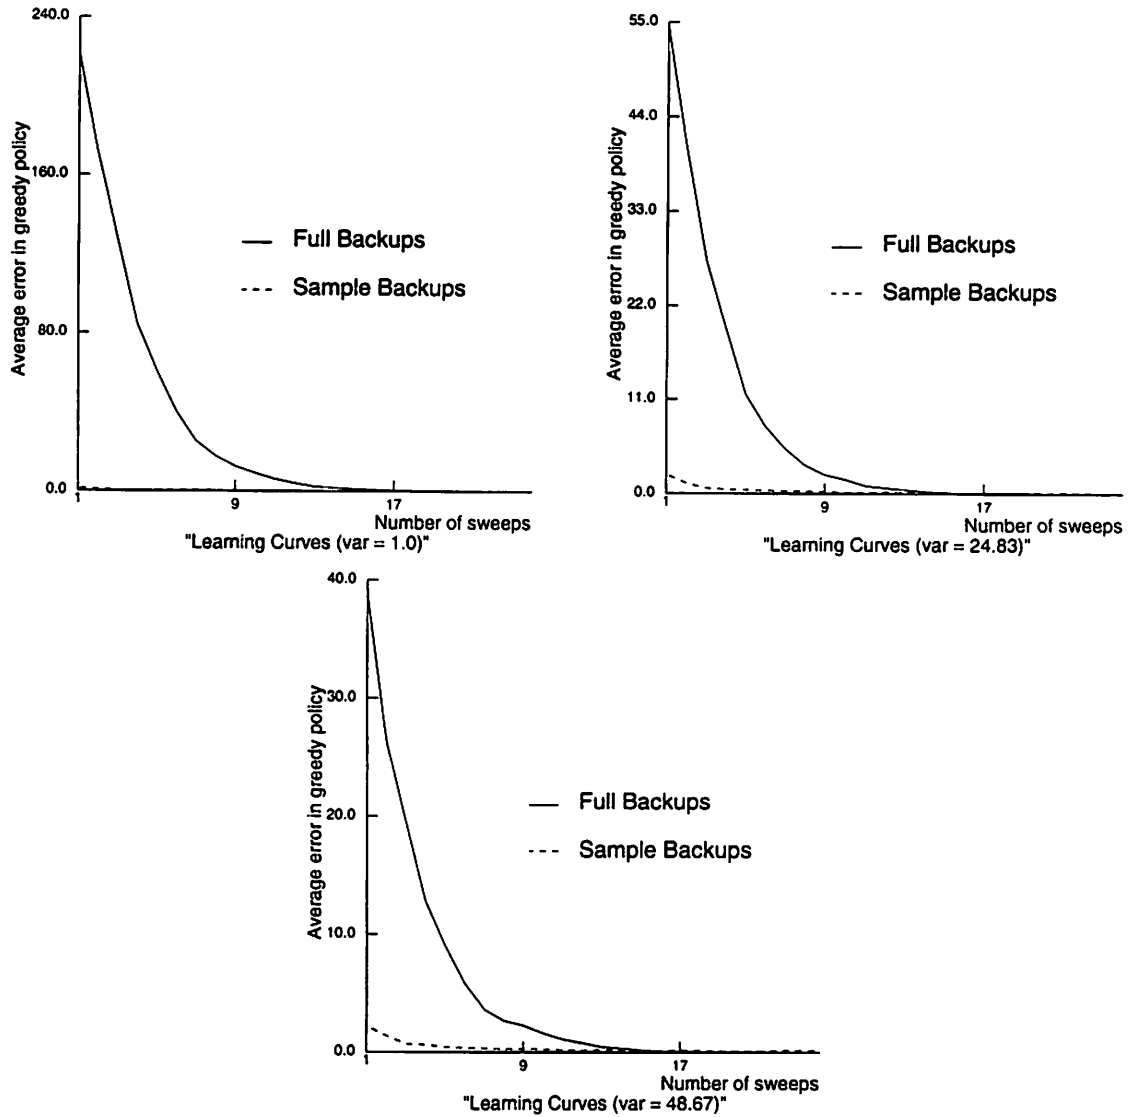 240.0
160.0
80.0
0.0
Average error in greedy policy
Full Backups
Sample Backups
1
9
17
Number of sweeps
"Learning Curves (var = 1.0)"
55.0
44.0
33.0
22.0
11.0
0.0
Average error in greedy policy
Full Backups
Sample Backups
1
9
17
Number of sweeps
"Learning Curves (var = 24.83)"
40.0
30.0
20.0
10.0
0.0
Average error in greedy policy
Full Backups
Sample Backups
1
9
17
Number of sweeps
"Learning Curves (var = 48.67)"